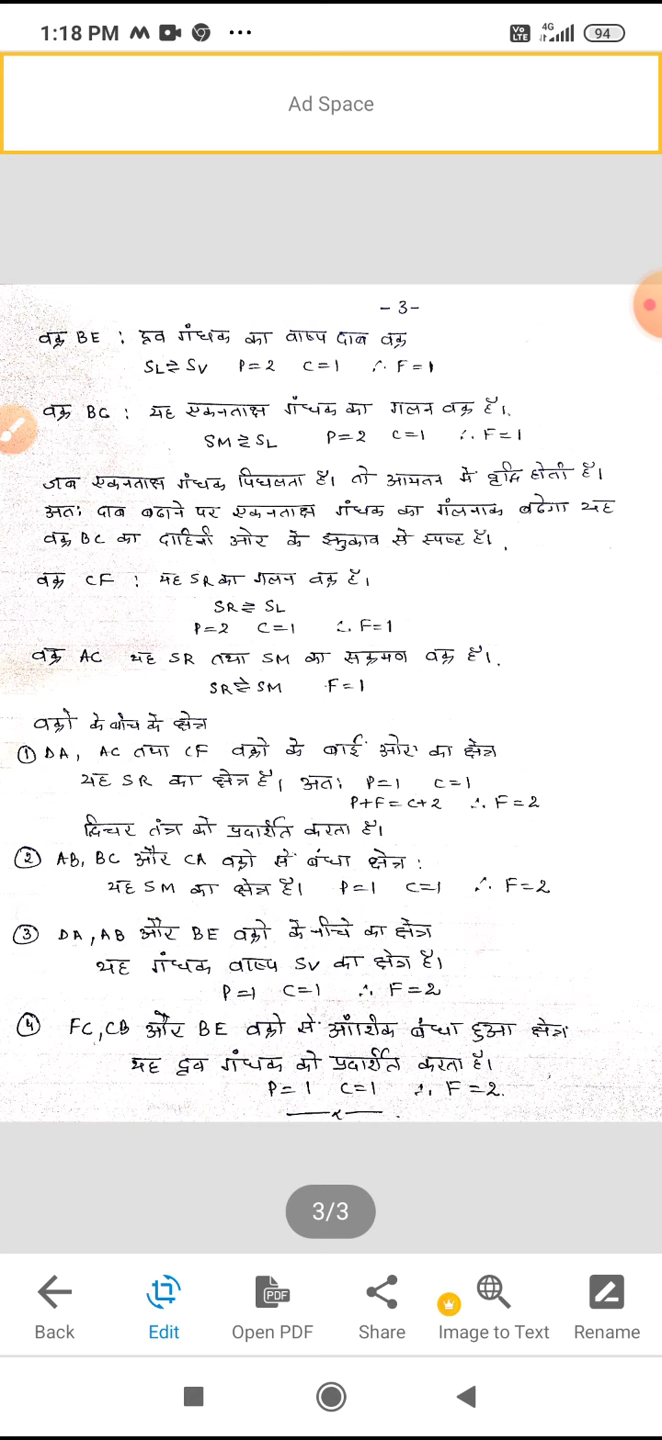 1:18 PM
VoLTE 4G 94
Ad Space
- 3 -
वक्र BE : द्रव गंधक का वाष्प दाब वक्र
SL⇌SV P=2 C=1 ∴ F=1
वक्र BC : यह एकनताक्ष गंधक का गलन वक्र है।
SM⇌SL P=2 C=1 ∴ F=1
जब एकनताक्ष गंधक पिघलता है। तो आयतन में वृद्धि होती है।
अतः दाब बढाने पर एकनताक्ष गंधक का गंलनाक बढेगा यह
वक्र BC का दाहिनी ओर के झुकाव से स्पष्ट है।
वक्र CF : यह SR का गलन वक्र है।
SR⇌SL
P=2 C=1 ∴ F=1
वक्र AC यह SR तथा SM का संक्रमण वक्र है।
SR⇌SM F=1
वक्रो के बीच के क्षेत्र
① DA, AC तथा CF वक्रो के बाई ओर का क्षेत्र
यह SR का क्षेत्र है। अतः P=1 C=1
P+F=C+2 ∴ F=2
द्विचर तंत्र को प्रदर्शित करता है।
② AB, BC और CA वक्रो से बंधा क्षेत्र :
यह SM का क्षेत्र है। P=1 C=1 ∴ F=2
③ DA, AB और BE वक्रो के नीचे का क्षेत्र
यह गंधक वाष्प SV का क्षेत्र है।
P=1 C=1 ∴ F=2
④ FC, CB और BE वक्रो से आंशिक बंधा हुआ क्षेत्र
यह द्रव गंधक को प्रदर्शित करता है।
P=1 C=1 ∴ F=2.
—x—
3/3
Back Edit PDF Open PDF Share Image to Text Rename